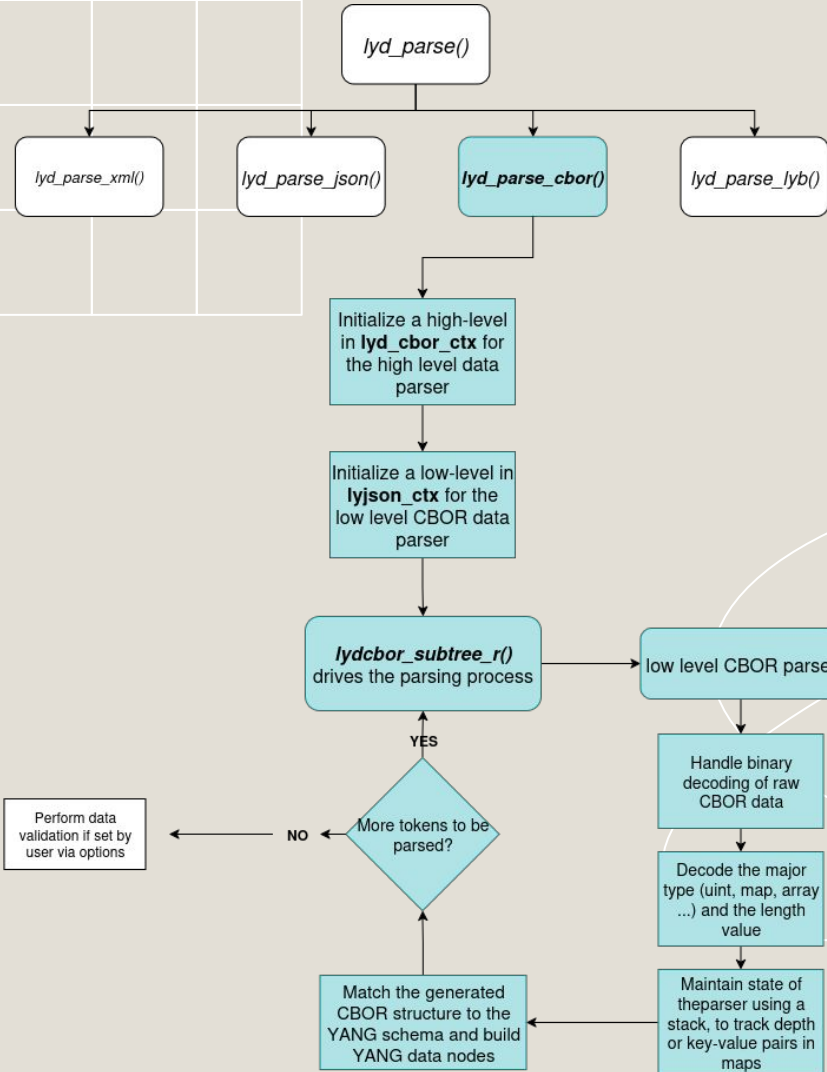 lyd_parse()
lyd_parse_xml()
lyd_parse_json()
lyd_parse_cbor()
lyd_parse_lyb()
Initialize a high-level
in lyd_cbor_ctx for
the high level data
parser
Initialize a low-level in
lyjson_ctx for the
low level CBOR data
parser
lydcbor_subtree_r()
drives the parsing process
low level CBOR parse
YES
Handle binary
decoding of raw
CBOR data
More tokens to be
parsed?
NO
Perform data
validation if set by
user via options
Decode the major
type (uint, map, array
...) and the length
value
Maintain state of
theparser using a
stack, to track depth
or key-value pairs in
maps
Match the generated
CBOR structure to the
YANG schema and build
YANG data nodes